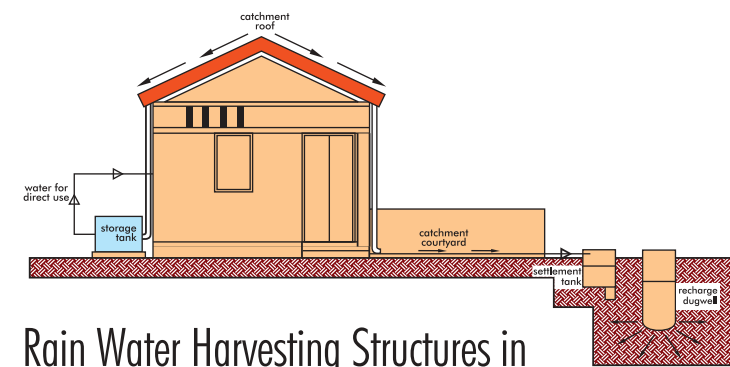 catchment
roof
water for
direct use
storage
tank
catchment
courtyard
settlement
tank
recharge
dugwell
Rain Water Harvesting Structures in